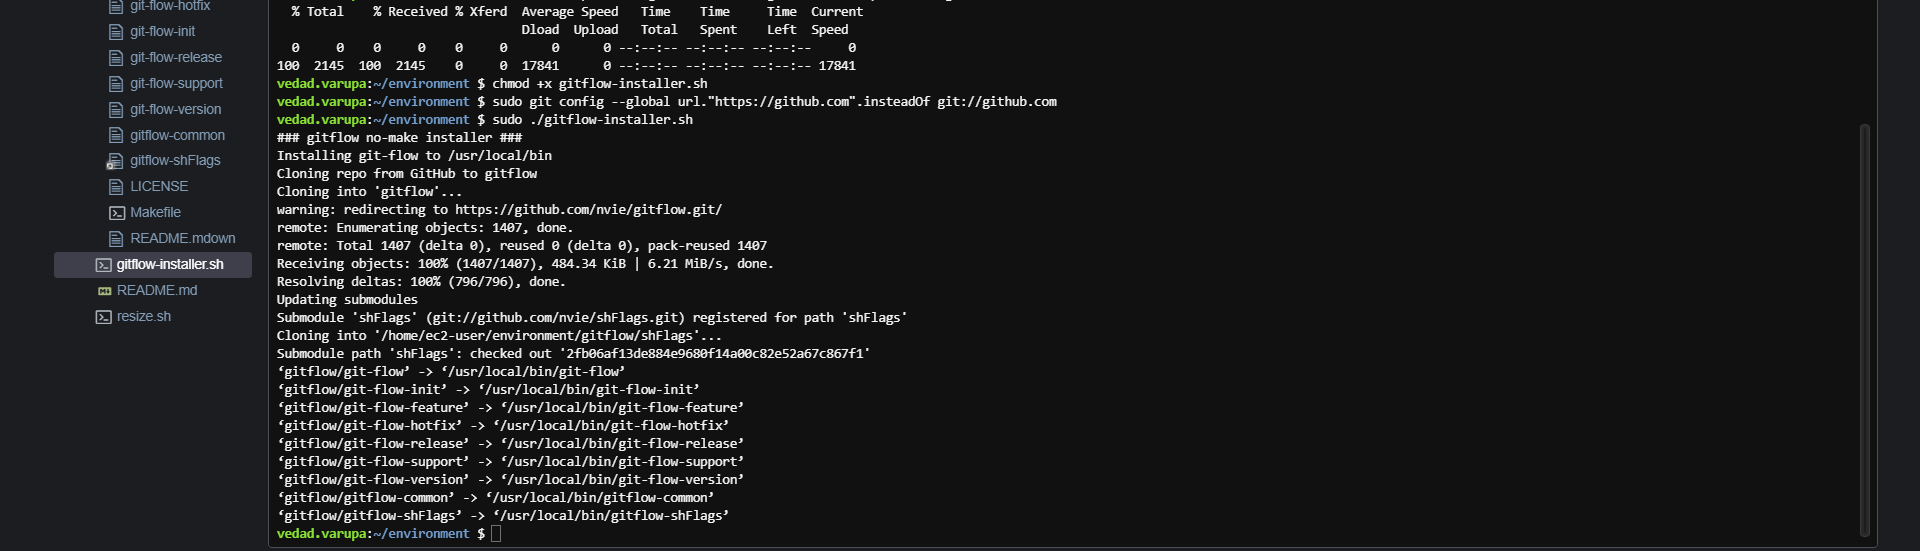 git-flow-hotfix
git-flow-init
git-flow-release
git-flow-support
git-flow-version
gitflow-common
gitflow-shFlags
LICENSE
Makefile
README.mdown
gitflow-installer.sh
README.md
resize.sh
% Total    % Received % Xferd  Average Speed   Time    Time     Time  Current
Dload  Upload   Total   Spent    Left  Speed
0     0    0     0    0     0      0      0 --:--:-- --:--:-- --:--:--     0
100  2145  100  2145    0     0  17841      0 --:--:-- --:--:-- --:--:-- 17841
vedad.varupa:~/environment $ chmod +x gitflow-installer.sh
vedad.varupa:~/environment $ sudo git config --global url."https://github.com".insteadOf git://github.com
vedad.varupa:~/environment $ sudo ./gitflow-installer.sh
### gitflow no-make installer ###
Installing git-flow to /usr/local/bin
Cloning repo from GitHub to gitflow
Cloning into 'gitflow'...
warning: redirecting to https://github.com/nvie/gitflow.git/
remote: Enumerating objects: 1407, done.
remote: Total 1407 (delta 0), reused 0 (delta 0), pack-reused 1407
Receiving objects: 100% (1407/1407), 484.34 KiB | 6.21 MiB/s, done.
Resolving deltas: 100% (796/796), done.
Updating submodules
Submodule 'shFlags' (git://github.com/nvie/shFlags.git) registered for path 'shFlags'
Cloning into '/home/ec2-user/environment/gitflow/shFlags'...
Submodule path 'shFlags': checked out '2fb06af13de884e9680f14a00c82e52a67c867f1'
‘gitflow/git-flow’ -> ‘/usr/local/bin/git-flow’
‘gitflow/git-flow-init’ -> ‘/usr/local/bin/git-flow-init’
‘gitflow/git-flow-feature’ -> ‘/usr/local/bin/git-flow-feature’
‘gitflow/git-flow-hotfix’ -> ‘/usr/local/bin/git-flow-hotfix’
‘gitflow/git-flow-release’ -> ‘/usr/local/bin/git-flow-release’
‘gitflow/git-flow-support’ -> ‘/usr/local/bin/git-flow-support’
‘gitflow/git-flow-version’ -> ‘/usr/local/bin/git-flow-version’
‘gitflow/gitflow-common’ -> ‘/usr/local/bin/gitflow-common’
‘gitflow/gitflow-shFlags’ -> ‘/usr/local/bin/gitflow-shFlags’
vedad.varupa:~/environment $